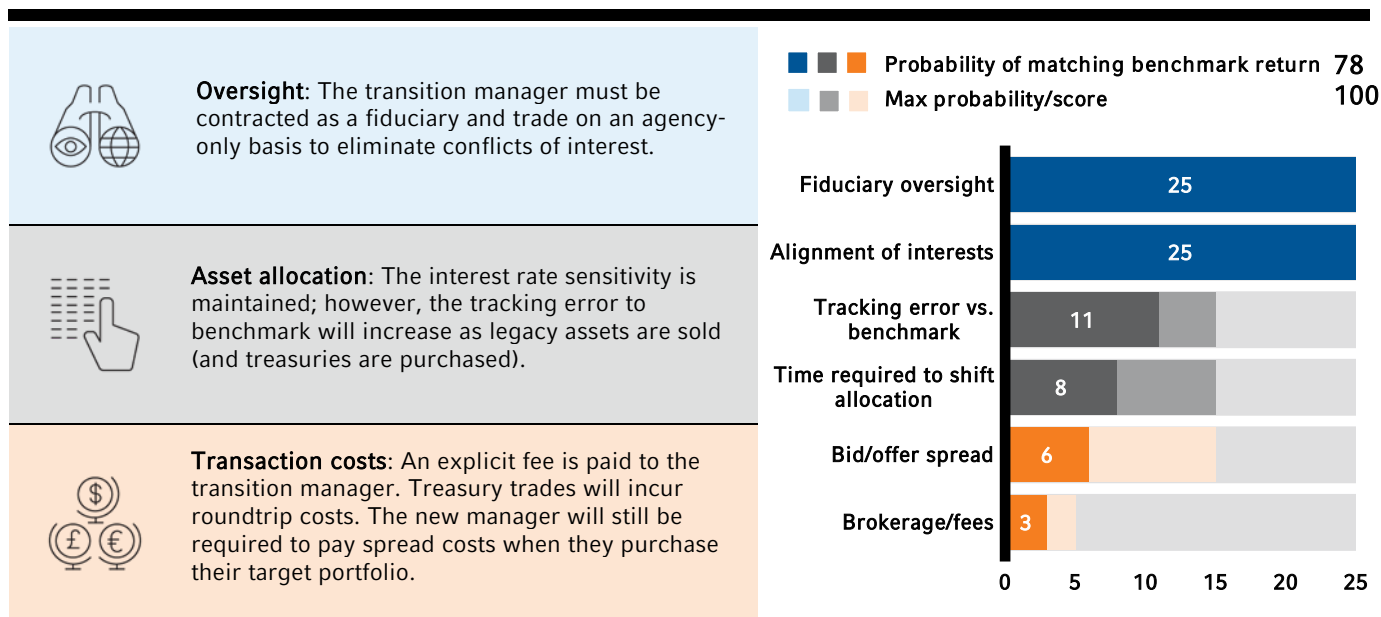 Oversight: The transition manager must be
contracted as a fiduciary and trade on an agency-
only basis to eliminate conflicts of interest.
Asset allocation: The interest rate sensitivity is
maintained; however, the tracking error to
benchmark will increase as legacy assets are sold
(and treasuries are purchased).
$
£
€
Transaction costs: An explicit fee is paid to the
transition manager. Treasury trades will incur
roundtrip costs. The new manager will still be
required to pay spread costs when they purchase
their target portfolio.
Probability of matching benchmark return 78
Max probability/score 100
Fiduciary oversight 25
Alignment of interests 25
Tracking error vs.
benchmark
11
Time required to shift
allocation
8
Bid/offer spread 6
Brokerage/fees 3
0 5 10 15 20 25